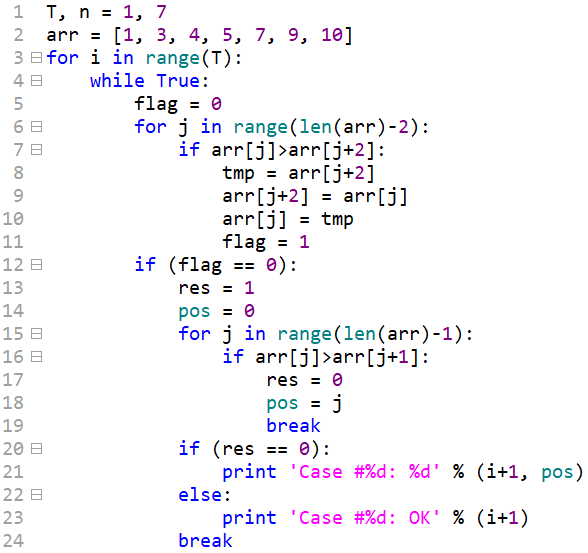 1 T, n = 1, 7
2 arr = [1, 3, 4, 5, 7, 9, 10]
3 for i in range(T):
4     while True:
5         flag = 0
6         for j in range(len(arr)-2):
7             if arr[j]>arr[j+2]:
8                 tmp = arr[j+2]
9                 arr[j+2] = arr[j]
10                 arr[j] = tmp
11                 flag = 1
12         if (flag == 0):
13             res = 1
14             pos = 0
15             for j in range(len(arr)-1):
16                 if arr[j]>arr[j+1]:
17                     res = 0
18                     pos = j
19                     break
20             if (res == 0):
21                 print 'Case #%d: %d' % (i+1, pos)
22             else:
23                 print 'Case #%d: OK' % (i+1)
24             break